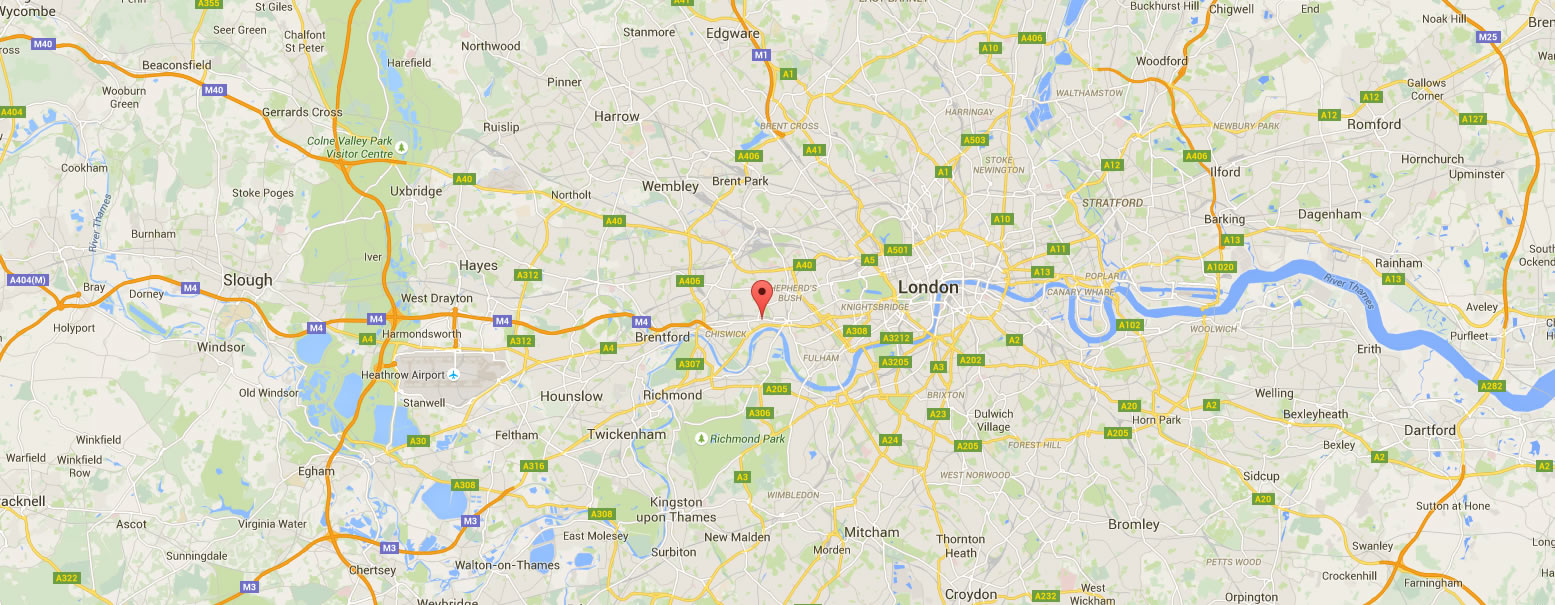 Wycombe
Penn
A355
St Giles
A41
EAST BARNET
Buckhurst Hill
Chigwell
End
Noak Hill
Seer Green
Chalfont
St Peter
Stanmore
Edgware
A406
M25
M40
Northwood
M1
A10
Beaconsfield
Harefield
Woodford
A1
Pinner
Wooburn
Green
M40
WALTHAMSTOW
Gallows
Corner
A12
A404
Gerrards Cross
Harrow
HARRINGAY
A12
A127
Ruislip
BRENT CROSS
NEWBURY PARK
Romford
Colne Valley Park
Visitor Centre
A503
A406
A41
A406
Hornchurch
Cookham
STOKE
NEWINGTON
A12
Ilford
Upminster
A40
A1
Stoke Poges
Uxbridge
Northolt
Wembley
Brent Park
STRATFORD
River Thames
A40
A10
Barking
Dagenham
Burnham
A13
A501
A11
Iver
A5
Hayes
A40
A13
A1020
Rainham
A404(M)
Slough
A312
A406
POPLAR
River Thames
A13
Bray
M4
London
CANARY WHARF
Dorney
West Drayton
SHEPHERD'S
BUSH
KNIGHTSBRIDGE
Aveley
Holyport
M4
M4
M4
M4
A102
WOOLWICH
Harmondsworth
Brentford
CHISWICK
A308
Purfleet
A4
A312
A3212
A2
Windsor
A4
FULHAM
Erith
A307
A3205
A3
A202
Heathrow Airport
A282
Old Windsor
Hounslow
Richmond
A205
BRIXTON
Welling
Stanwell
A306
A23
Dulwich
Village
A20
A2
Bexleyheath
Horn Park
Winkfield
A30
Feltham
Twickenham
Richmond Park
A24
A205
FOREST HILL
A205
Dartford
Bexley
Warfield
Winkfield
Row
A2
A2
Egham
A316
A3
WEST NORWOOD
Sidcup
A308
WIMBLEDON
A20
Kingston
upon Thames
Sutton at Hone
A308
Ascot
Virginia Water
M3
East Molesey
New Malden
Mitcham
Bromley
Thornton
Heath
M3
Surbiton
Morden
Swanley
Sunningdale
Walton-on-Thames
PETTS WOOD
Chertsey
Crockenhill
A322
Farningham
M3
West
Wickham
Weybridge
Croydon
A232
Orpington